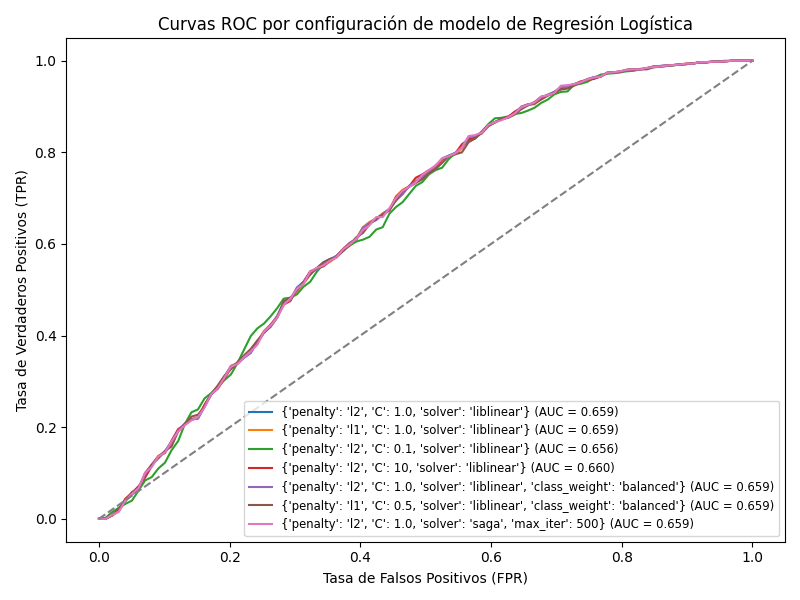 Curvas ROC por configuración de modelo de Regresión Logística
Tasa de Verdaderos Positivos (TPR)
1.0
0.8
0.6
0.4
0.2
0.0
{'penalty': 'l2', 'C': 1.0, 'solver': 'liblinear'} (AUC = 0.659)
{'penalty': 'l1', 'C': 1.0, 'solver': 'liblinear'} (AUC = 0.659)
{'penalty': 'l2', 'C': 0.1, 'solver': 'liblinear'} (AUC = 0.656)
{'penalty': 'l2', 'C': 10, 'solver': 'liblinear'} (AUC = 0.660)
{'penalty': 'l2', 'C': 1.0, 'solver': 'liblinear', 'class_weight': 'balanced'} (AUC = 0.659)
{'penalty': 'l1', 'C': 0.5, 'solver': 'liblinear', 'class_weight': 'balanced'} (AUC = 0.659)
{'penalty': 'l2', 'C': 1.0, 'solver': 'saga', 'max_iter': 500} (AUC = 0.659)
0.0 0.2 0.4 0.6 0.8 1.0
Tasa de Falsos Positivos (FPR)